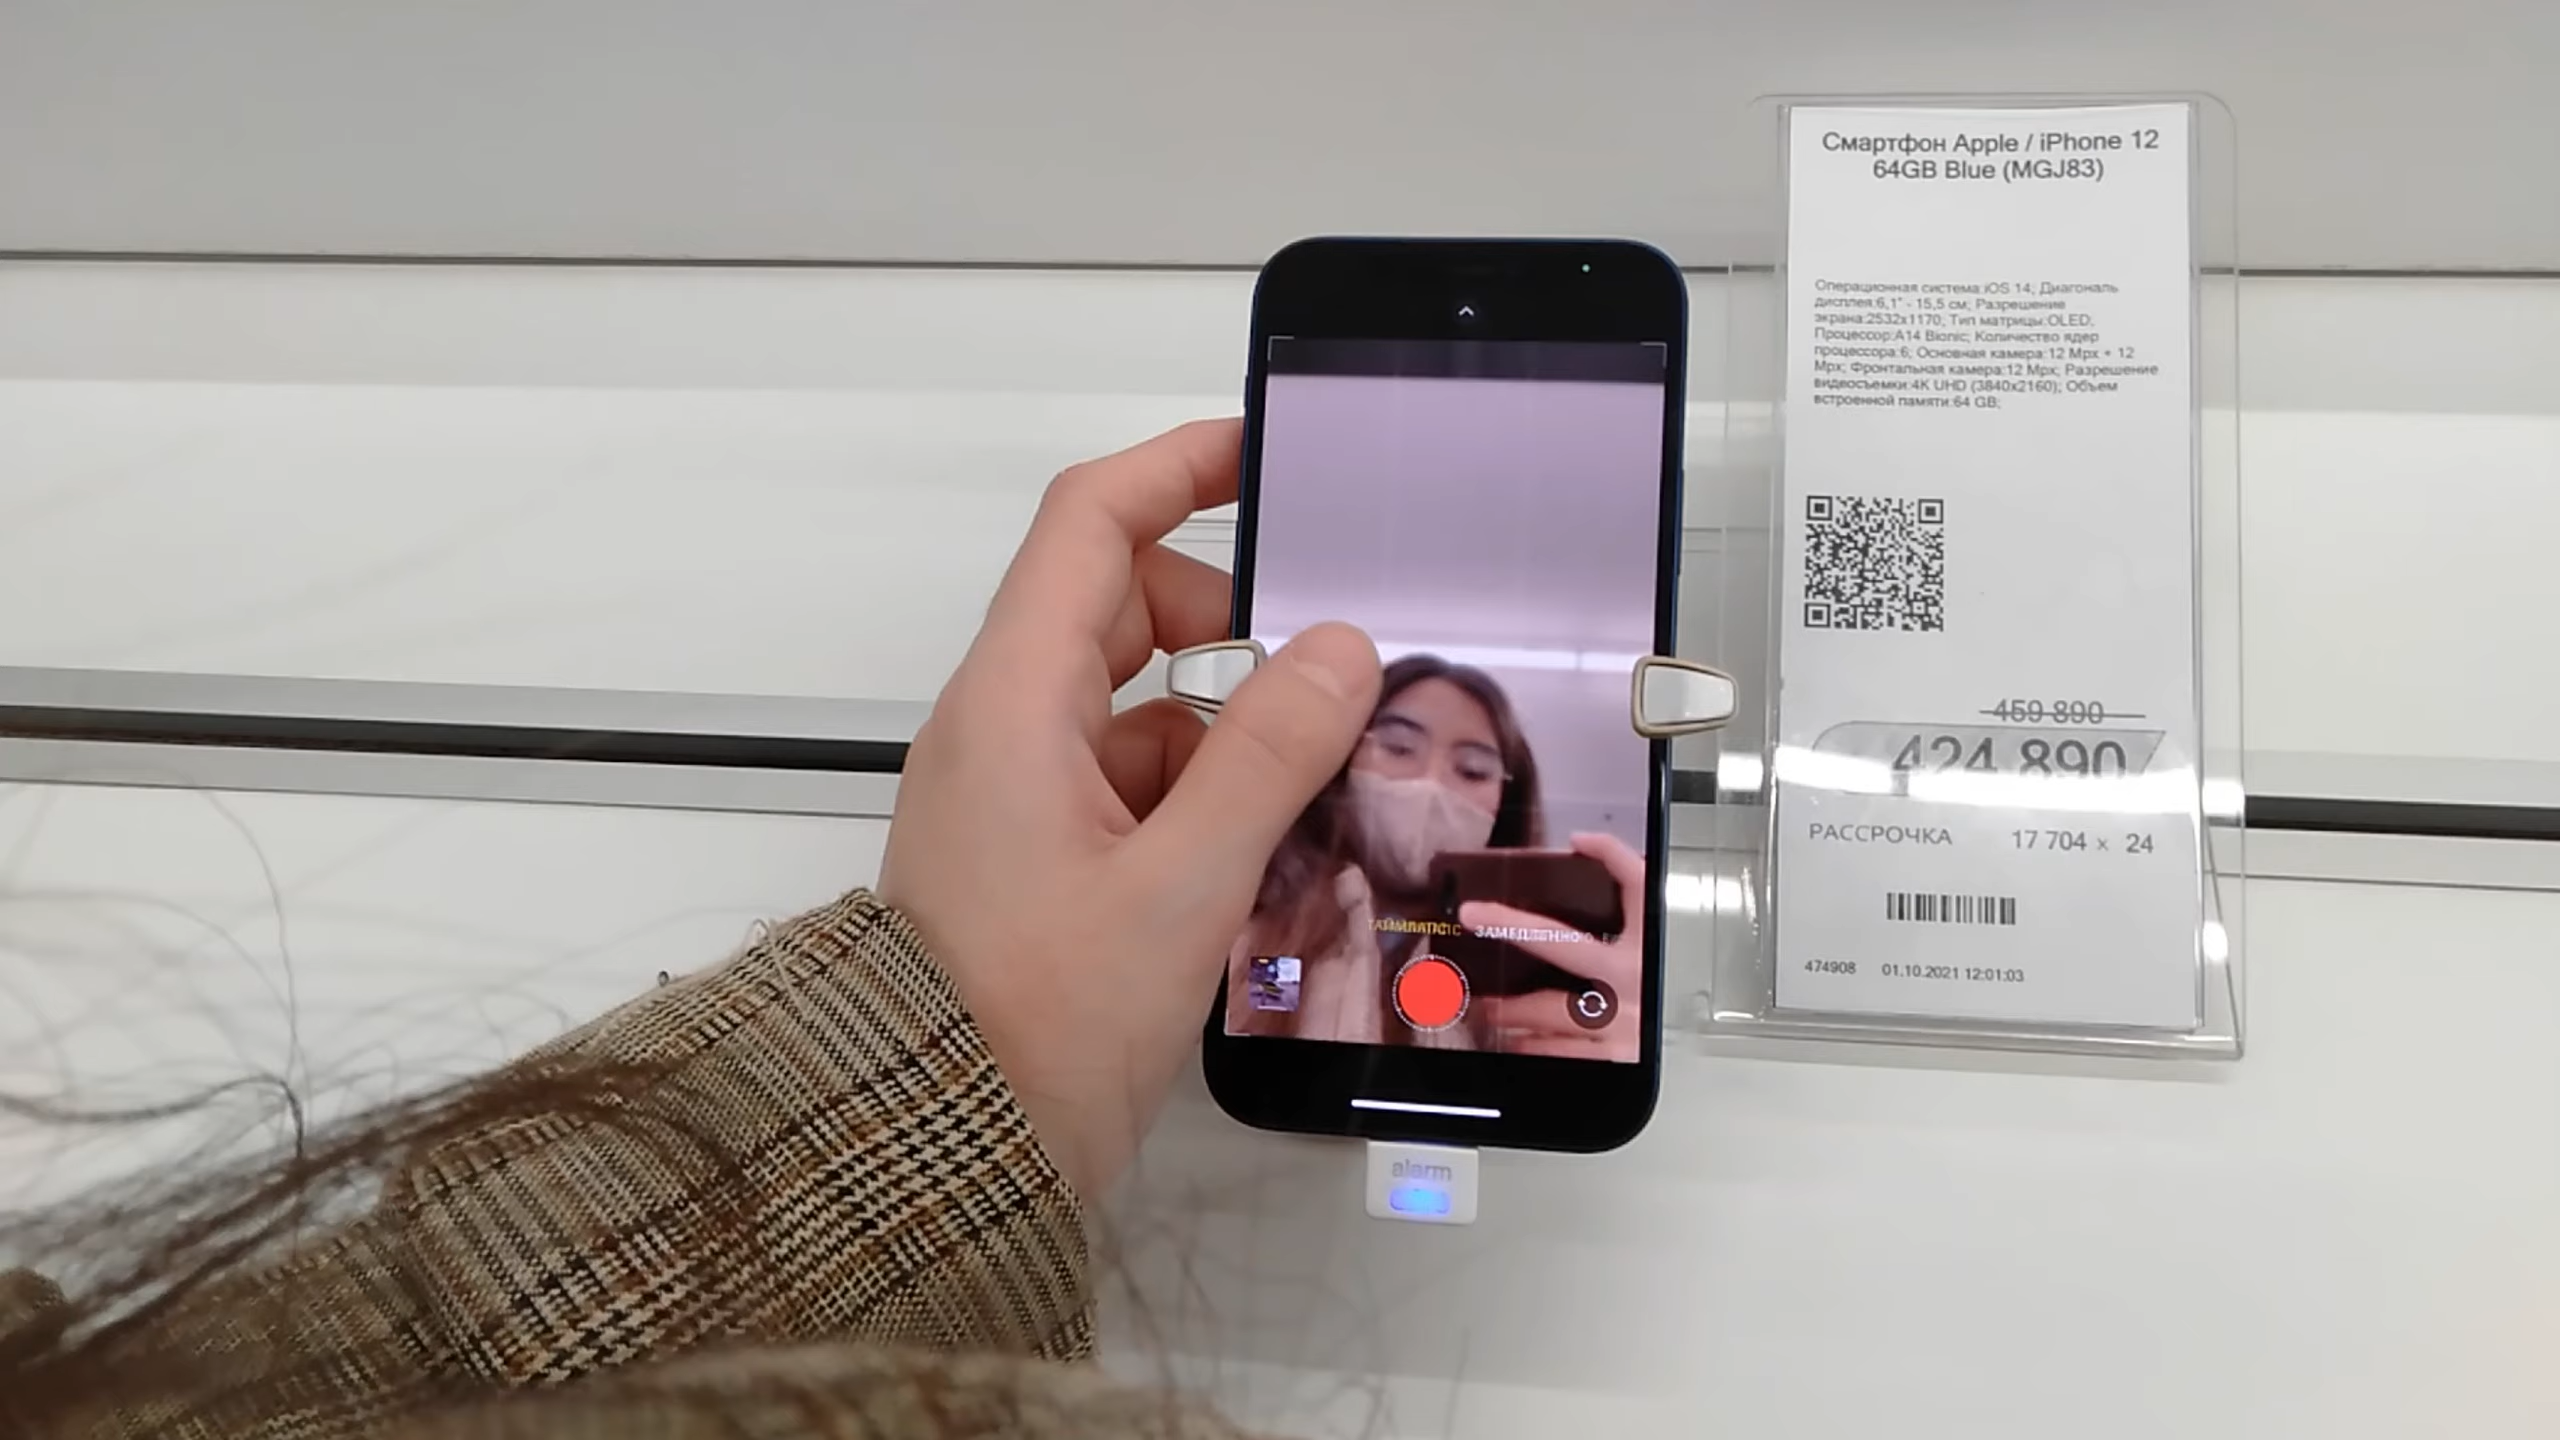 Смартфон Apple / iPhone 12
64GB Blue (MGJ83)
Операционная система:iOS 14; Диагональ
дисплея:6,1" - 15,5 см; Разрешение
экрана:2532x1170; Тип матрицы:OLED;
Процессор:A14 Bionic; Количество ядер
процессора:6; Основная камера:12 Mpx + 12
Mpx; Фронтальная камера:12 Mpx; Разрешение
видеосъемки:4K UHD (3840x2160); Объем
встроенной памяти:64 GB;
459 890
424 890
РАССРОЧКА 17 704 x 24
474908 01.10.2021 12:01:03
ЗАМЕДЛЕННО
alarm